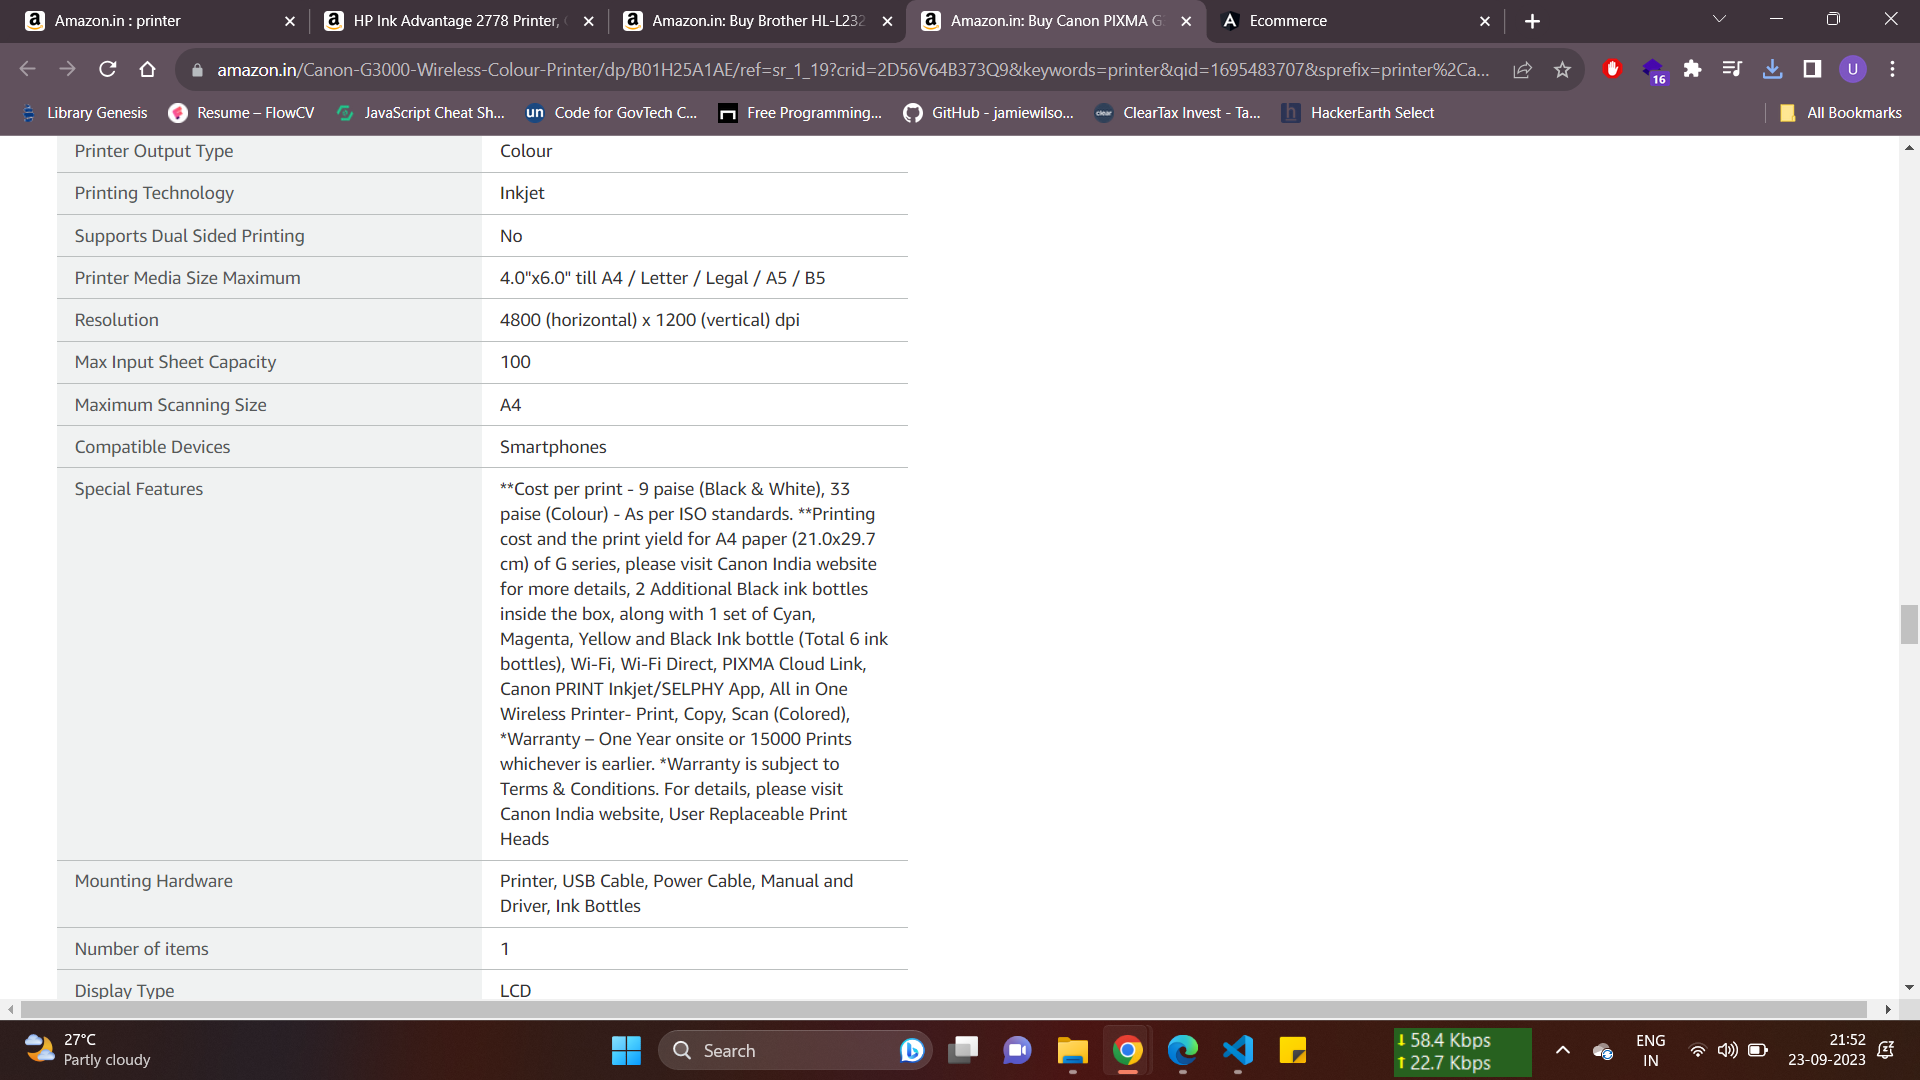 Amazon.in : printer
HP Ink Advantage 2778 Printer,
Amazon.in: Buy Brother HL-L232
Amazon.in: Buy Canon PIXMA G
Ecommerce
amazon.in/Canon-G3000-Wireless-Colour-Printer/dp/B01H25A1AE/ref=sr_1_19?crid=2D56V64B373Q9&keywords=printer&qid=1695483707&sprefix=printer%2Ca...
16
U
Library Genesis
Resume – FlowCV
JavaScript Cheat Sh...
un Code for GovTech C...
Free Programming...
GitHub - jamiewilso...
clear ClearTax Invest - Ta...
h HackerEarth Select
All Bookmarks
Printer Output Type Colour
Printing Technology Inkjet
Supports Dual Sided Printing No
Printer Media Size Maximum 4.0"x6.0" till A4 / Letter / Legal / A5 / B5
Resolution 4800 (horizontal) x 1200 (vertical) dpi
Max Input Sheet Capacity 100
Maximum Scanning Size A4
Compatible Devices Smartphones
Special Features **Cost per print - 9 paise (Black & White), 33
paise (Colour) - As per ISO standards. **Printing
cost and the print yield for A4 paper (21.0x29.7
cm) of G series, please visit Canon India website
for more details, 2 Additional Black ink bottles
inside the box, along with 1 set of Cyan,
Magenta, Yellow and Black Ink bottle (Total 6 ink
bottles), Wi-Fi, Wi-Fi Direct, PIXMA Cloud Link,
Canon PRINT Inkjet/SELPHY App, All in One
Wireless Printer- Print, Copy, Scan (Colored),
*Warranty – One Year onsite or 15000 Prints
whichever is earlier. *Warranty is subject to
Terms & Conditions. For details, please visit
Canon India website, User Replaceable Print
Heads
Mounting Hardware Printer, USB Cable, Power Cable, Manual and
Driver, Ink Bottles
Number of items 1
Display Type LCD
27°C
Partly cloudy
Search
58.4 Kbps
22.7 Kbps
ENG
IN
21:52
23-09-2023